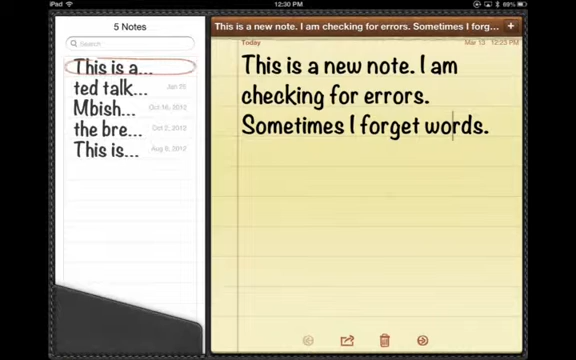 iPad
12:30 PM
69%
5 Notes
Search
This is a...
ted talk...
Jan 25
Mbish...
Oct 16, 2012
the bre...
Oct 2, 2012
This is...
Aug 8, 2012
This is a new note. I am checking for errors. Sometimes I forg...
+
Today
Mar 13
12:23 PM
This is a new note. I am
checking for errors.
Sometimes I forget words.